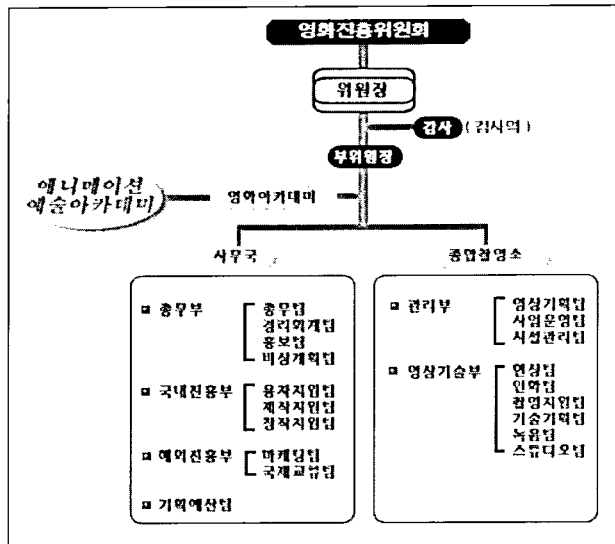 영화진흥위원회
위원장
감사 (감사역)
부위원장
애니메이션
예술아카데미
영화아카데미
사무국
종합촬영소
총무부
총무팀
경리회계팀
홍보팀
비상계획팀
국내진흥부
융자지원팀
제작지원팀
창작지원팀
해외진흥부
마케팅팀
국제교류팀
기획예산팀
관리부
영상기획팀
사업운영팀
시설관리팀
영상기술부
현상팀
인화팀
촬영지원팀
기술기획팀
녹음팀
스튜디오팀